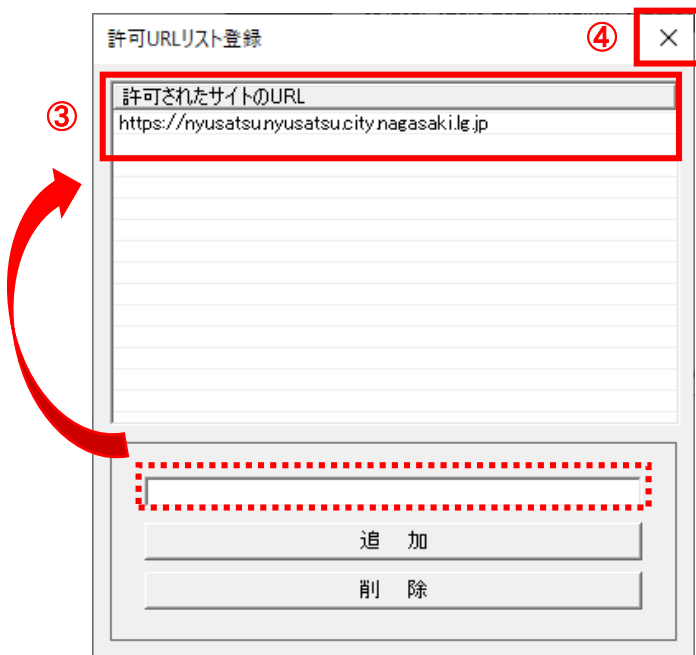 許可URLリスト登録
④
③
許可されたサイトのURL
https://nyusatsu.nyusatsu.city.nagasaki.lg.jp
追 加
削 除